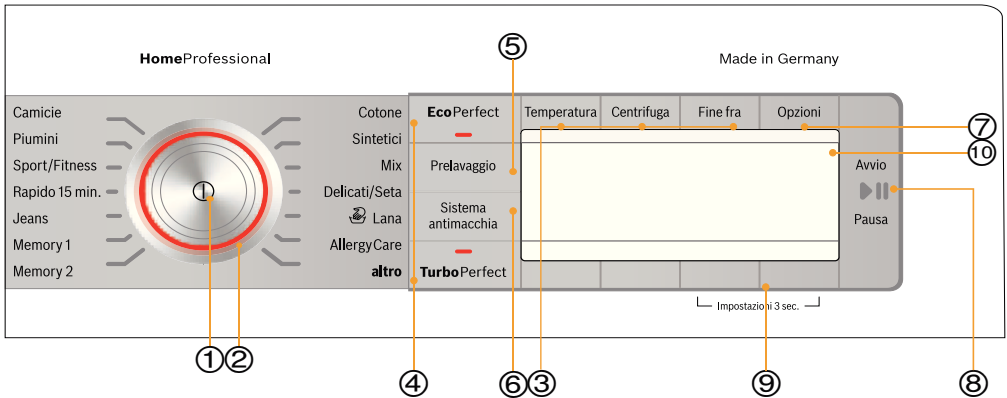 HomeProfessional
Made in Germany
⑤
Camicie
Piumini
Sport/Fitness
Rapido 15 min.
Jeans
Memory 1
Memory 2
Cotone
Sintetici
Mix
Delicati/Seta
Lana
AllergyCare
altro
EcoPerfect
Prelavaggio
Sistema
antimacchia
TurboPerfect
Temperatura
Centrifuga
Fine fra
Opzioni
Avvio
Pausa
Impostazioni 3 sec.
⑦
⑩
①
②
④
⑥
③
⑨
⑧